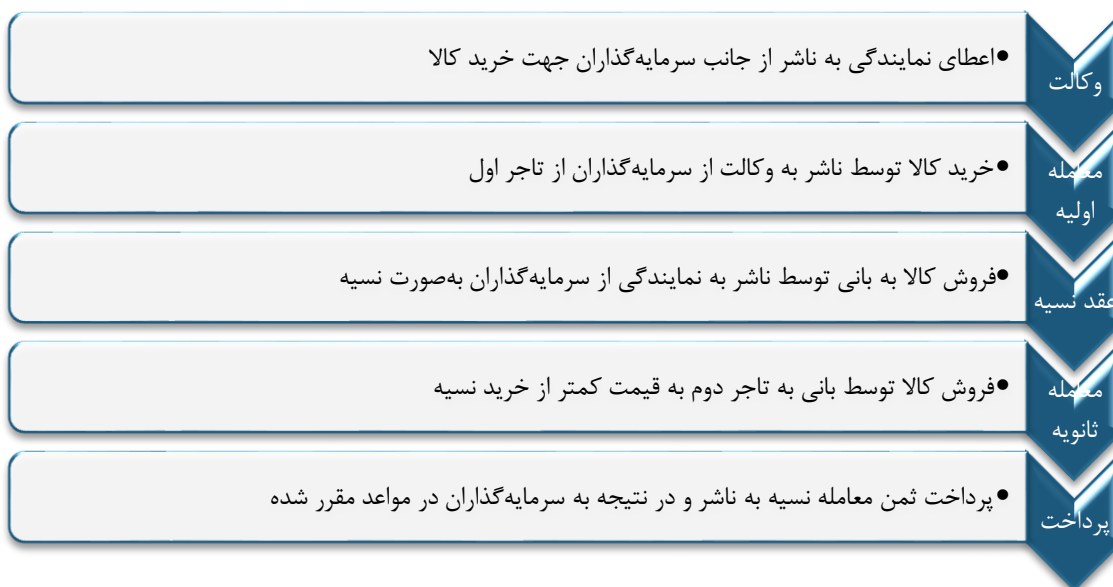 •اعطای نمایندگی به ناشر از جانب سرمایه‌گذاران جهت خرید کالا
وکالت
•خرید کالا توسط ناشر به وکالت از سرمایه‌گذاران از تاجر اول
معامله
اولیه
•فروش کالا به بانی توسط ناشر به نمایندگی از سرمایه‌گذاران به‌صورت نسیه
عقد نسیه
•فروش کالا توسط بانی به تاجر دوم به قیمت کمتر از خرید نسیه
معامله
ثانویه
•پرداخت ثمن معامله نسیه به ناشر و در نتیجه به سرمایه‌گذاران در مواعد مقرر شده
پرداخت